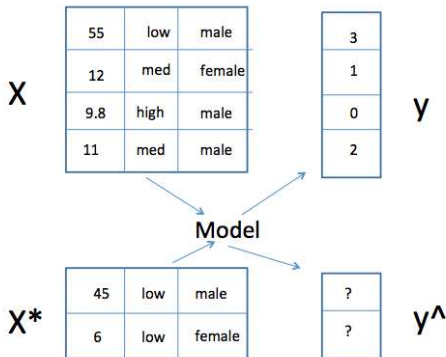 55 low male 3
12 med female 1
X y
9.8 high male 0
11 med male 2
Model
45 low male ?
X* y^
6 low female ?